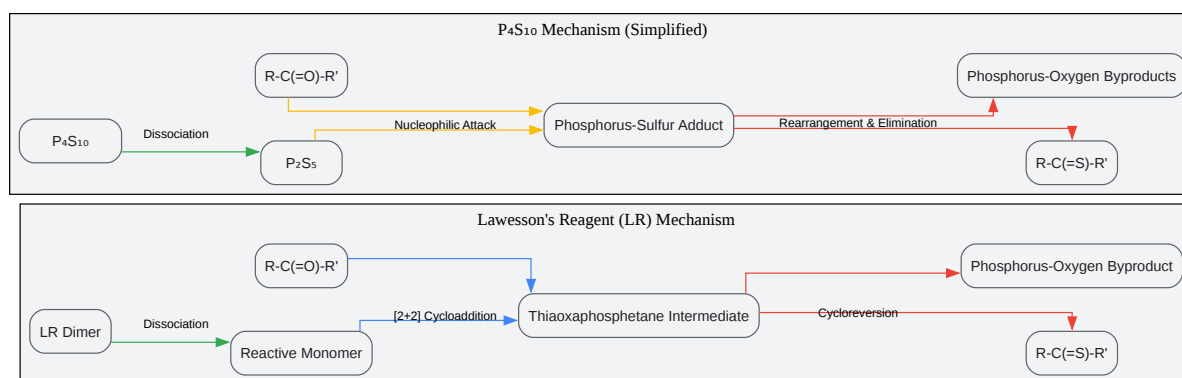 P₄S₁₀ Mechanism (Simplified)
R-C(=O)-R'
Phosphorus-Oxygen Byproducts
P₄S₁₀
Dissociation
Nucleophilic Attack
Phosphorus-Sulfur Adduct
Rearrangement & Elimination
P₂S₅
R-C(=S)-R'
Lawesson's Reagent (LR) Mechanism
R-C(=O)-R'
Phosphorus-Oxygen Byproduct
LR Dimer
Dissociation
[2+2] Cycloaddition
Thiaoxaphosphetane Intermediate
Cycloreversion
Reactive Monomer
R-C(=S)-R'